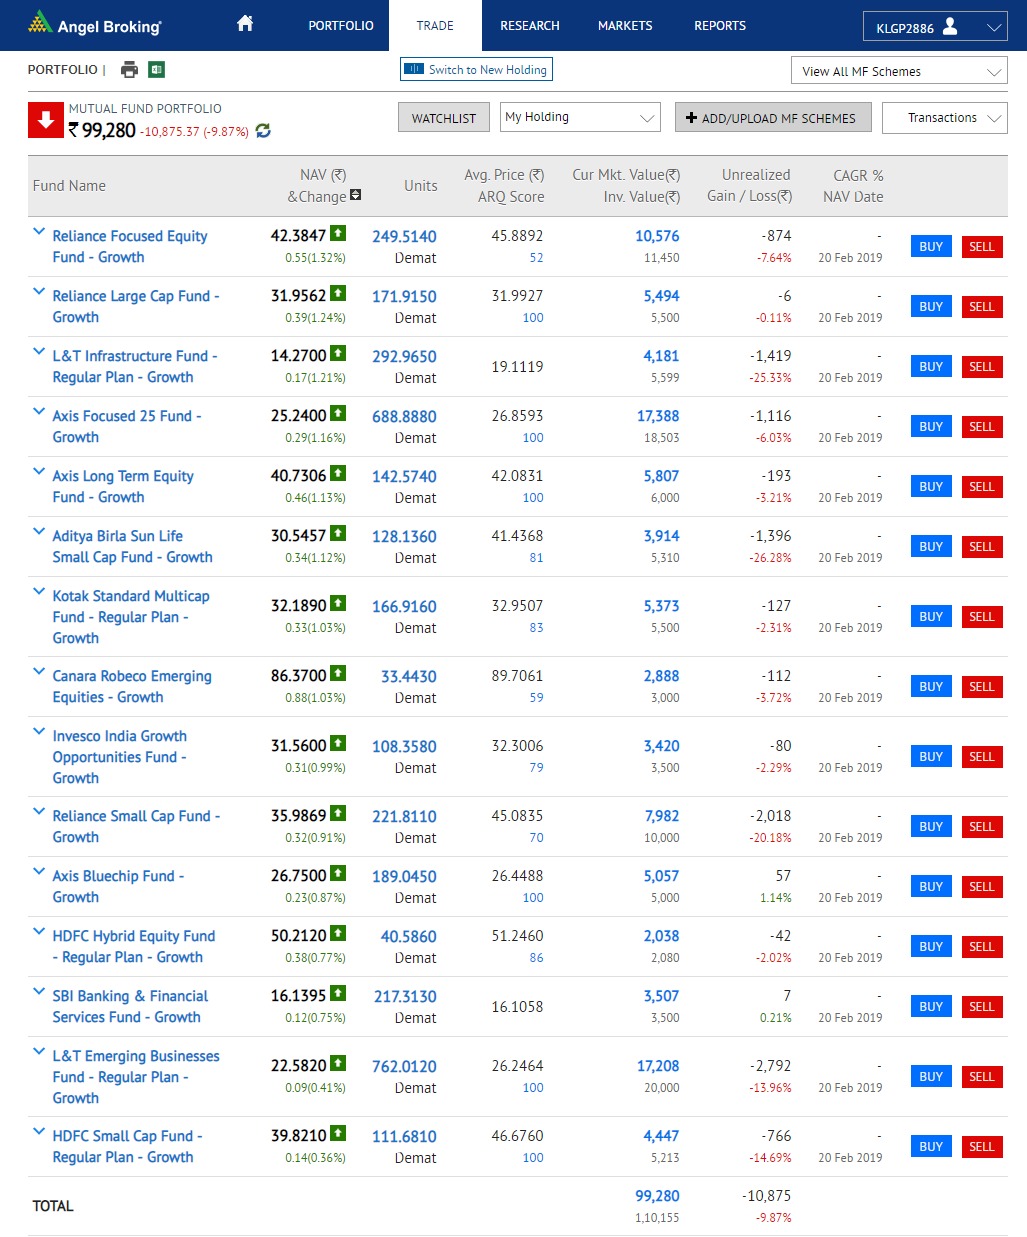 Angel Broking
PORTFOLIO TRADE RESEARCH MARKETS REPORTS KLGP2886
PORTFOLIO | Switch to New Holding View All MF Schemes
MUTUAL FUND PORTFOLIO
₹ 99,280 -10,875.37 (-9.87%) WATCHLIST My Holding + ADD/UPLOAD MF SCHEMES Transactions
Fund Name NAV (₹) &Change Units Avg. Price (₹) ARQ Score Cur Mkt. Value(₹) Inv. Value(₹) Unrealized Gain / Loss(₹) CAGR % NAV Date
Reliance Focused Equity 42.3847 249.5140 45.8892 10,576 -874 - BUY SELL
Fund - Growth 0.55(1.32%) Demat 52 11,450 -7.64% 20 Feb 2019
Reliance Large Cap Fund - 31.9562 171.9150 31.9927 5,494 -6 - BUY SELL
Growth 0.39(1.24%) Demat 100 5,500 -0.11% 20 Feb 2019
L&T Infrastructure Fund - 14.2700 292.9650 19.1119 4,181 -1,419 - BUY SELL
Regular Plan - Growth 0.17(1.21%) Demat 5,599 -25.33% 20 Feb 2019
Axis Focused 25 Fund - 25.2400 688.8880 26.8593 17,388 -1,116 - BUY SELL
Growth 0.29(1.16%) Demat 100 18,503 -6.03% 20 Feb 2019
Axis Long Term Equity 40.7306 142.5740 42.0831 5,807 -193 - BUY SELL
Fund - Growth 0.46(1.13%) Demat 100 6,000 -3.21% 20 Feb 2019
Aditya Birla Sun Life 30.5457 128.1360 41.4368 3,914 -1,396 - BUY SELL
Small Cap Fund - Growth 0.34(1.12%) Demat 81 5,310 -26.28% 20 Feb 2019
Kotak Standard Multicap
Fund - Regular Plan - 32.1890 166.9160 32.9507 5,373 -127 - BUY SELL
Growth 0.33(1.03%) Demat 83 5,500 -2.31% 20 Feb 2019
Canara Robeco Emerging 86.3700 33.4430 89.7061 2,888 -112 - BUY SELL
Equities - Growth 0.88(1.03%) Demat 59 3,000 -3.72% 20 Feb 2019
Invesco India Growth
Opportunities Fund - 31.5600 108.3580 32.3006 3,420 -80 - BUY SELL
Growth 0.31(0.99%) Demat 79 3,500 -2.29% 20 Feb 2019
Reliance Small Cap Fund - 35.9869 221.8110 45.0835 7,982 -2,018 - BUY SELL
Growth 0.32(0.91%) Demat 70 10,000 -20.18% 20 Feb 2019
Axis Bluechip Fund - 26.7500 189.0450 26.4488 5,057 57 - BUY SELL
Growth 0.23(0.87%) Demat 100 5,000 1.14% 20 Feb 2019
HDFC Hybrid Equity Fund 50.2120 40.5860 51.2460 2,038 -42 - BUY SELL
- Regular Plan - Growth 0.38(0.77%) Demat 86 2,080 -2.02% 20 Feb 2019
SBI Banking & Financial 16.1395 217.3130 16.1058 3,507 7 - BUY SELL
Services Fund - Growth 0.12(0.75%) Demat 3,500 0.21% 20 Feb 2019
L&T Emerging Businesses
Fund - Regular Plan - 22.5820 762.0120 26.2464 17,208 -2,792 - BUY SELL
Growth 0.09(0.41%) Demat 100 20,000 -13.96% 20 Feb 2019
HDFC Small Cap Fund - 39.8210 111.6810 46.6760 4,447 -766 - BUY SELL
Regular Plan - Growth 0.14(0.36%) Demat 100 5,213 -14.69% 20 Feb 2019
TOTAL 99,280 -10,875
1,10,155 -9.87%